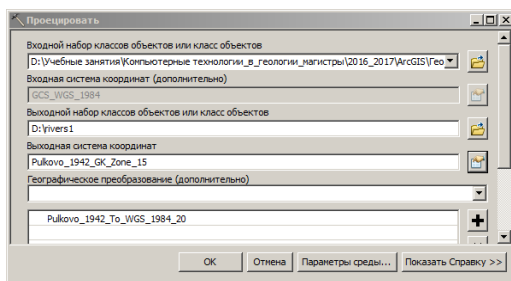 Проецировать
Входной набор классов объектов или класс объектов
D:\Учебные занятия\Компьютерные технологии_в_геологии_магистры\2016_2017\ArcGIS\Гео
Входная система координат (дополнительно)
GCS_WGS_1984
Выходной набор классов объектов или класс объектов
D:\rivers1
Выходная система координат
Pulkovo_1942_GK_Zone_15
Географическое преобразование (дополнительно)
Pulkovo_1942_To_WGS_1984_20
OK Отмена Параметры среды... Показать Справку >>